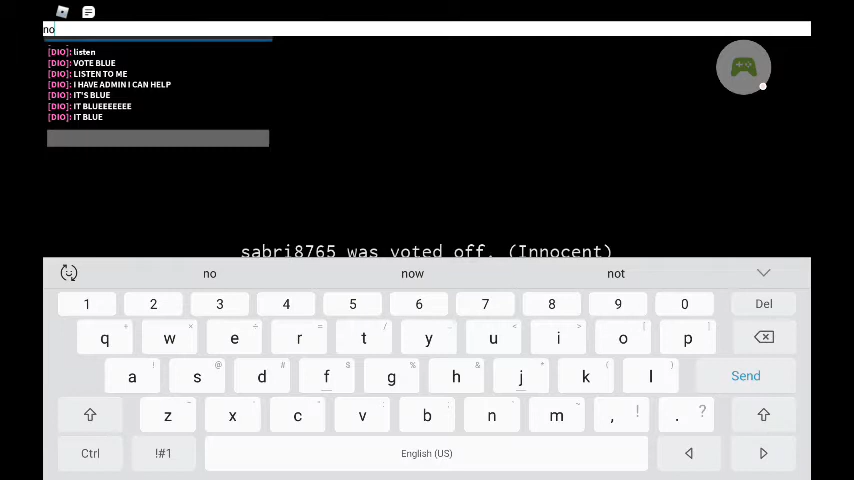 no
[DIO]: listen
[DIO]: VOTE BLUE
[DIO]: LISTEN TO ME
[DIO]: I HAVE ADMIN I CAN HELP
[DIO]: IT'S BLUE
[DIO]: IT BLUEEEEEE
[DIO]: IT BLUE
sabri8765 was voted off. (Innocent)
no now not
1 2 3 4 5 6 7 8 9 0 Del
q w e r t y u i o p
a s d f g h j k l Send
z x c v b n m , ! . ?
Ctrl !#1 English (US)